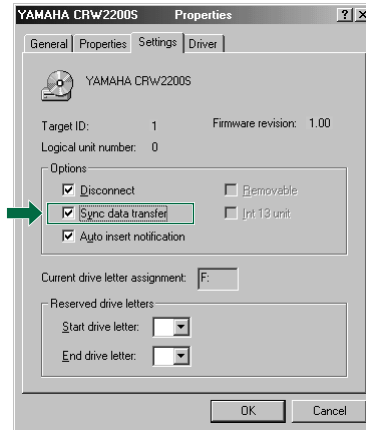 YAMAHA CRW2200S Properties
General Properties Settings Driver
YAMAHA CRW2200S
Target ID: 1 Firmware revision: 1.00
Logical unit number: 0
Options
Disconnect Removable
Sync data transfer Int 13 unit
Auto insert notification
Current drive letter assignment: F:
Reserved drive letters
Start drive letter:
End drive letter:
OK Cancel